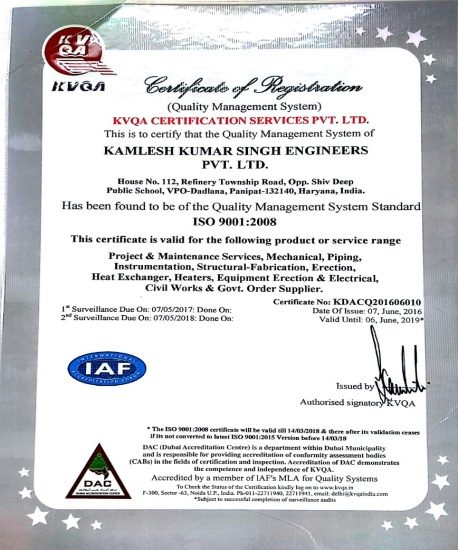 KVQA
KVQA
Certificate of Registration
(Quality Management System)
KVQA CERTIFICATION SERVICES PVT. LTD.
This is to certify that the Quality Management System of
KAMLESH KUMAR SINGH ENGINEERS
PVT. LTD.
House No. 112, Refinery Township Road, Opp. Shiv Deep
Public School, VPO-Dadlana, Panipat-132140, Haryana, India.
Has been found to be of the Quality Management System Standard
ISO 9001:2008
This certificate is valid for the following product or service range
Project & Maintenance Services, Mechanical, Piping,
Instrumentation, Structural-Fabrication, Erection,
Heat Exchanger, Heaters, Equipment Erection & Electrical,
Civil Works & Govt. Order Supplier.
Certificate No: KDACQ201606010
1st Surveillance Due On: 07/05/2017: Done On: Date Of Issue: 07, June, 2016
2nd Surveillance Due On: 07/05/2018: Done On: Valid Until: 06, June, 2019*
INTERNATIONAL
IAF
ACCREDITATION FORUM
Issued by
Authorised signatory KVQA
* The ISO 9001:2008 certificate will be valid till 14/03/2018 & there after its validation ceases
if its not converted to latest ISO 9001:2015 Version before 14/03/18
DAC (Dubai Accreditation Centre) is a department within Dubai Municipality
and is responsible for providing accreditation of conformity assessment bodies
(CABs) in the fields of certification and inspection. Accreditation of DAC demonstrates
the competence and independence of KVQA.
DAC
DUBAI ACCREDITATION CENTER
Accredited by a member of IAF's MLA for Quality Systems
To Check the Status of the Certification kindly log on to www.kvqa.in
F-300, Sector -63, Noida U.P., India. Ph-011-22711940, 22711941, email: delhi@kvqaindia.com
*Subject to successful completion of surveillance audits